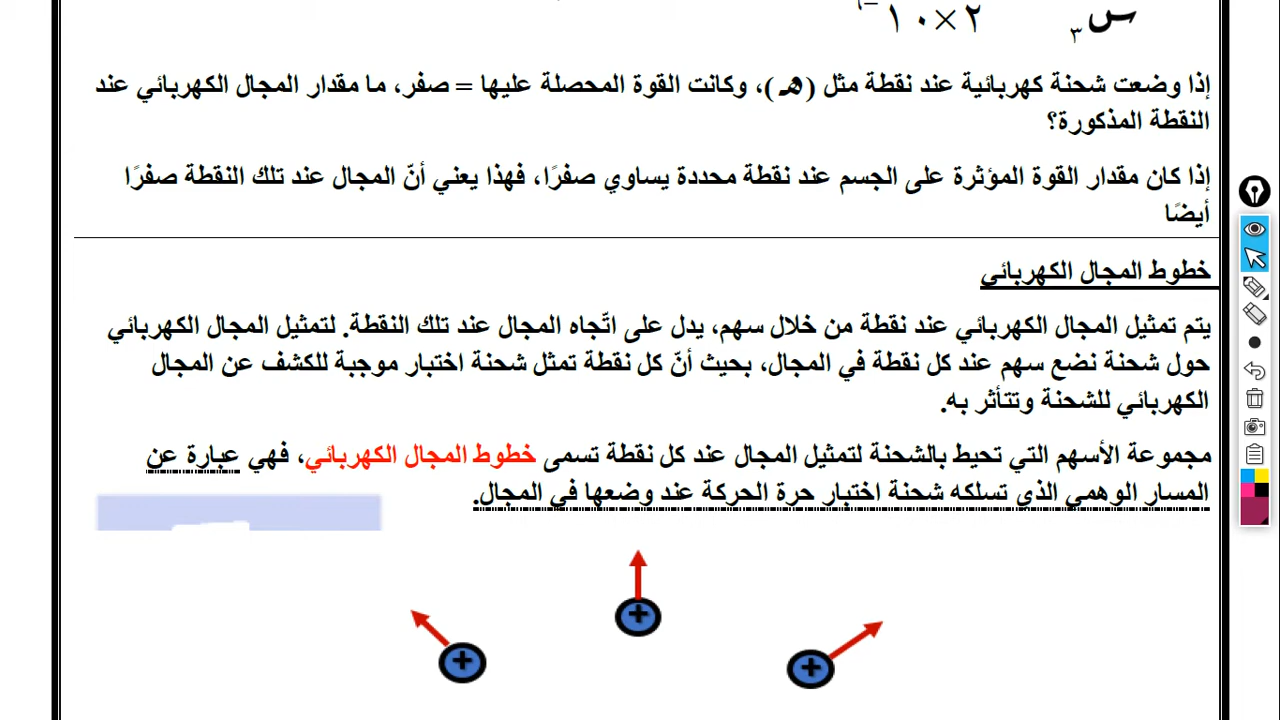 س٣ ٢×١٠
إذا وضعت شحنة كهربائية عند نقطة مثل (هـ)، وكانت القوة المحصلة عليها = صفر، ما مقدار المجال الكهربائي عند
النقطة المذكورة؟
إذا كان مقدار القوة المؤثرة على الجسم عند نقطة محددة يساوي صفرًا، فهذا يعني أنّ المجال عند تلك النقطة صفرًا
أيضًا
خطوط المجال الكهربائي
يتم تمثيل المجال الكهربائي عند نقطة من خلال سهم، يدل على اتّجاه المجال عند تلك النقطة. لتمثيل المجال الكهربائي
حول شحنة نضع سهم عند كل نقطة في المجال، بحيث أنّ كل نقطة تمثل شحنة اختبار موجبة للكشف عن المجال
الكهربائي للشحنة وتتأثر به.
مجموعة الأسهم التي تحيط بالشحنة لتمثيل المجال عند كل نقطة تسمى خطوط المجال الكهربائي، فهي عبارة عن
المسار الوهمي الذي تسلكه شحنة اختبار حرة الحركة عند وضعها في المجال.
+
+ +